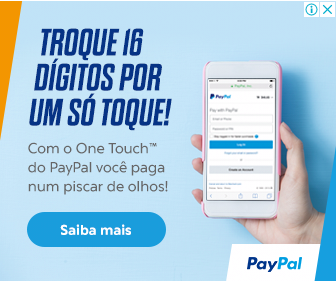 TROQUE 16
DÍGITOS POR
UM SÓ TOQUE!
Com o One Touch™
do PayPal você paga
num piscar de olhos!
Saiba mais
PayPal
Pay with PayPal
Log In
Create an Account
PayPal